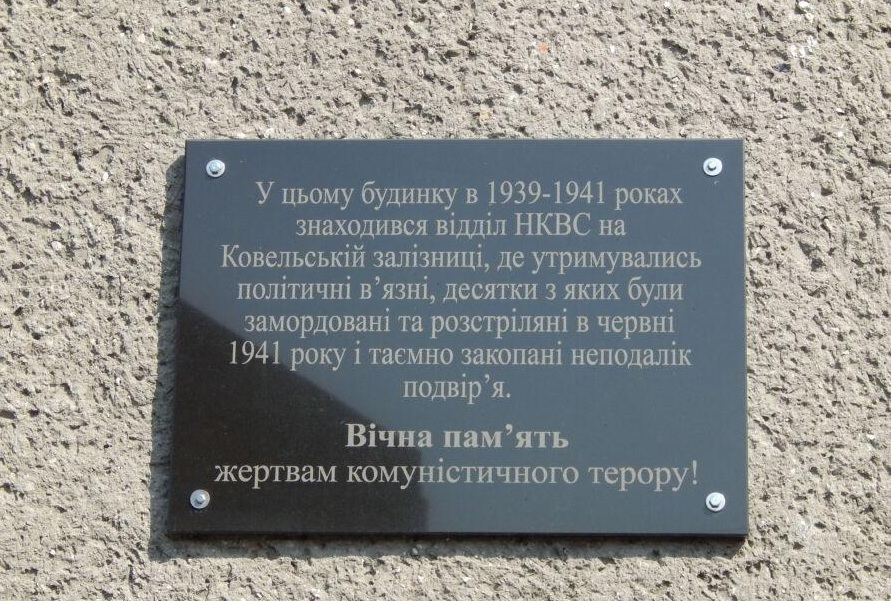 У цьому будинку в 1939-1941 роках
знаходився відділ НКВС на
Ковельській залізниці, де утримувались
політичні в’язні, десятки з яких були
замордовані та розстріляні в червні
1941 року і таємно закопані неподалік
подвір’я.
Вічна пам’ять
жертвам комуністичного терору!